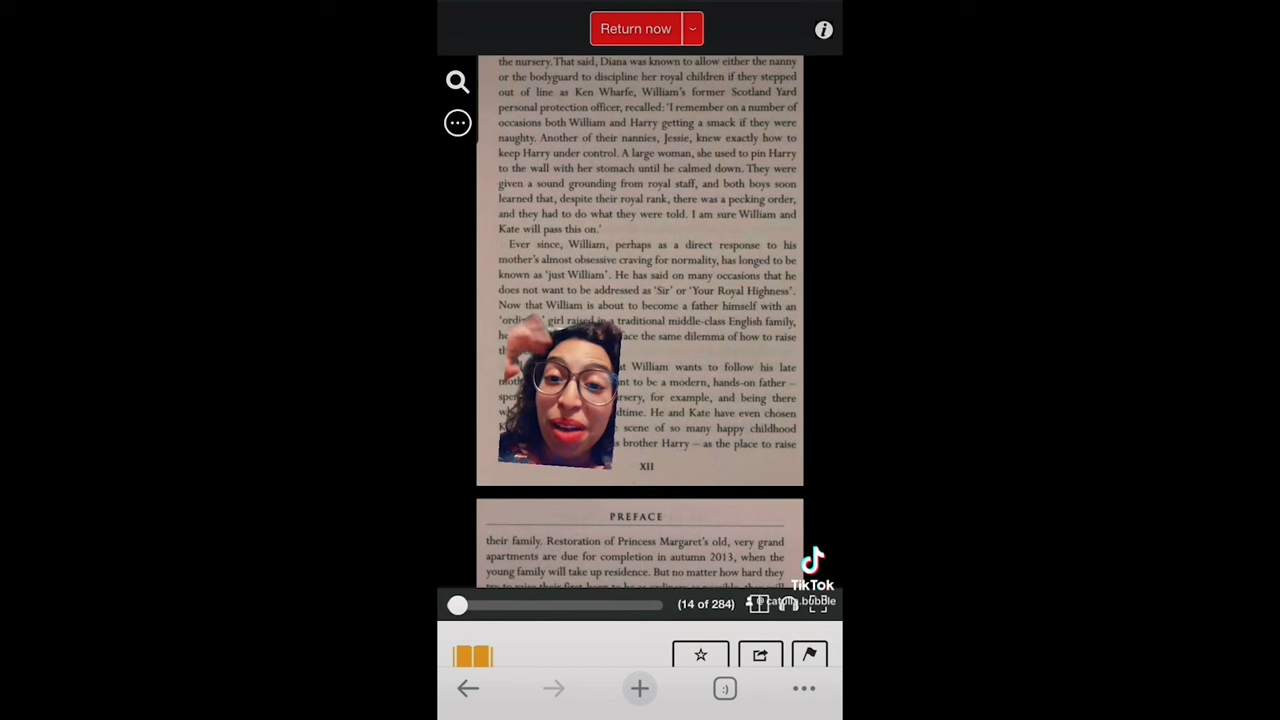 Return now
the nursery. That said, Diana was known to allow either the nanny
or the bodyguard to discipline her royal children if they stepped
out of line as Ken Wharfe, William's former Scotland Yard
personal protection officer, recalled: 'I remember on a number of
occasions both William and Harry getting a smack if they were
naughty. Another of their nannies, Jessie, knew exactly how to
keep Harry under control. A large woman, she used to pin Harry
to the wall with her stomach until he calmed down. They were
given a sound grounding from royal staff, and both boys soon
learned that, despite their royal rank, there was a pecking order,
and they had to do what they were told. I am sure William and
Kate will pass this on.'
Ever since, William, perhaps as a direct response to his
mother's almost obsessive craving for normality, has longed to be
known as 'just William'. He has said on many occasions that he
does not want to be addressed as 'Sir' or 'Your Royal Highness'.
Now that William is about to become a father himself with an
girl raised in a traditional middle-class English family,
face the same dilemma of how to raise
William wants to follow his late
to be a modern, hands-on father –
for example, and being there
He and Kate have even chosen
scene of so many happy childhood
brother Harry – as the place to raise
XII
PREFACE
their family. Restoration of Princess Margaret's old, very grand
apartments are due for completion in autumn 2013, when the
young family will take up residence. But no matter how hard they
TikTok
(14 of 284)